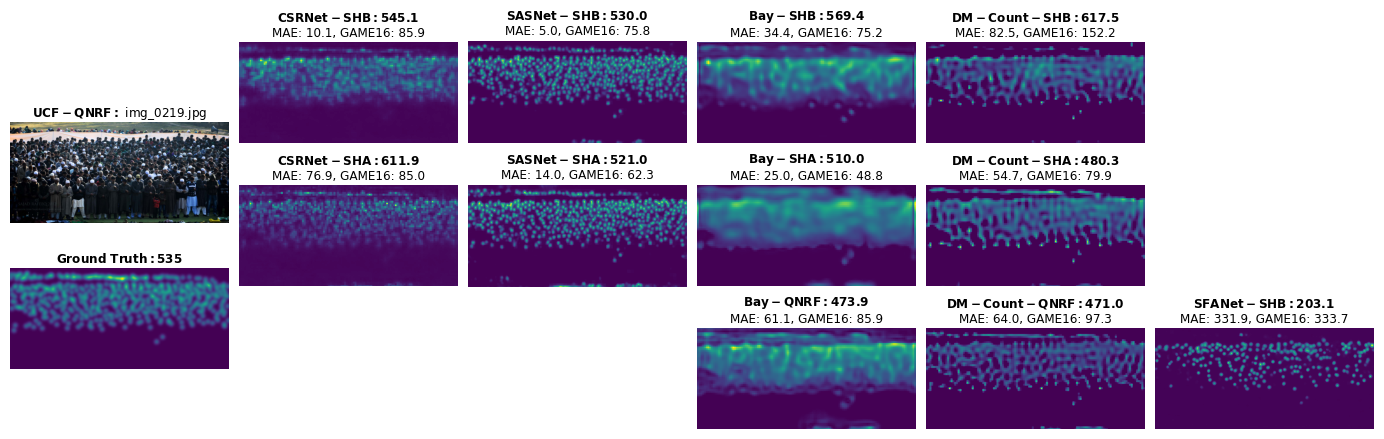 CSRNet−SHB: 545.1
MAE: 10.1, GAME16: 85.9
SASNet−SHB: 530.0
MAE: 5.0, GAME16: 75.8
Bay−SHB: 569.4
MAE: 34.4, GAME16: 75.2
DM−Count−SHB: 617.5
MAE: 82.5, GAME16: 152.2
UCF−QNRF: img_0219.jpg
CSRNet−SHA: 611.9
MAE: 76.9, GAME16: 85.0
SASNet−SHA: 521.0
MAE: 14.0, GAME16: 62.3
Bay−SHA: 510.0
MAE: 25.0, GAME16: 48.8
DM−Count−SHA: 480.3
MAE: 54.7, GAME16: 79.9
Ground Truth: 535
Bay−QNRF: 473.9
MAE: 61.1, GAME16: 85.9
DM−Count−QNRF: 471.0
MAE: 64.0, GAME16: 97.3
SFANet−SHB: 203.1
MAE: 331.9, GAME16: 333.7